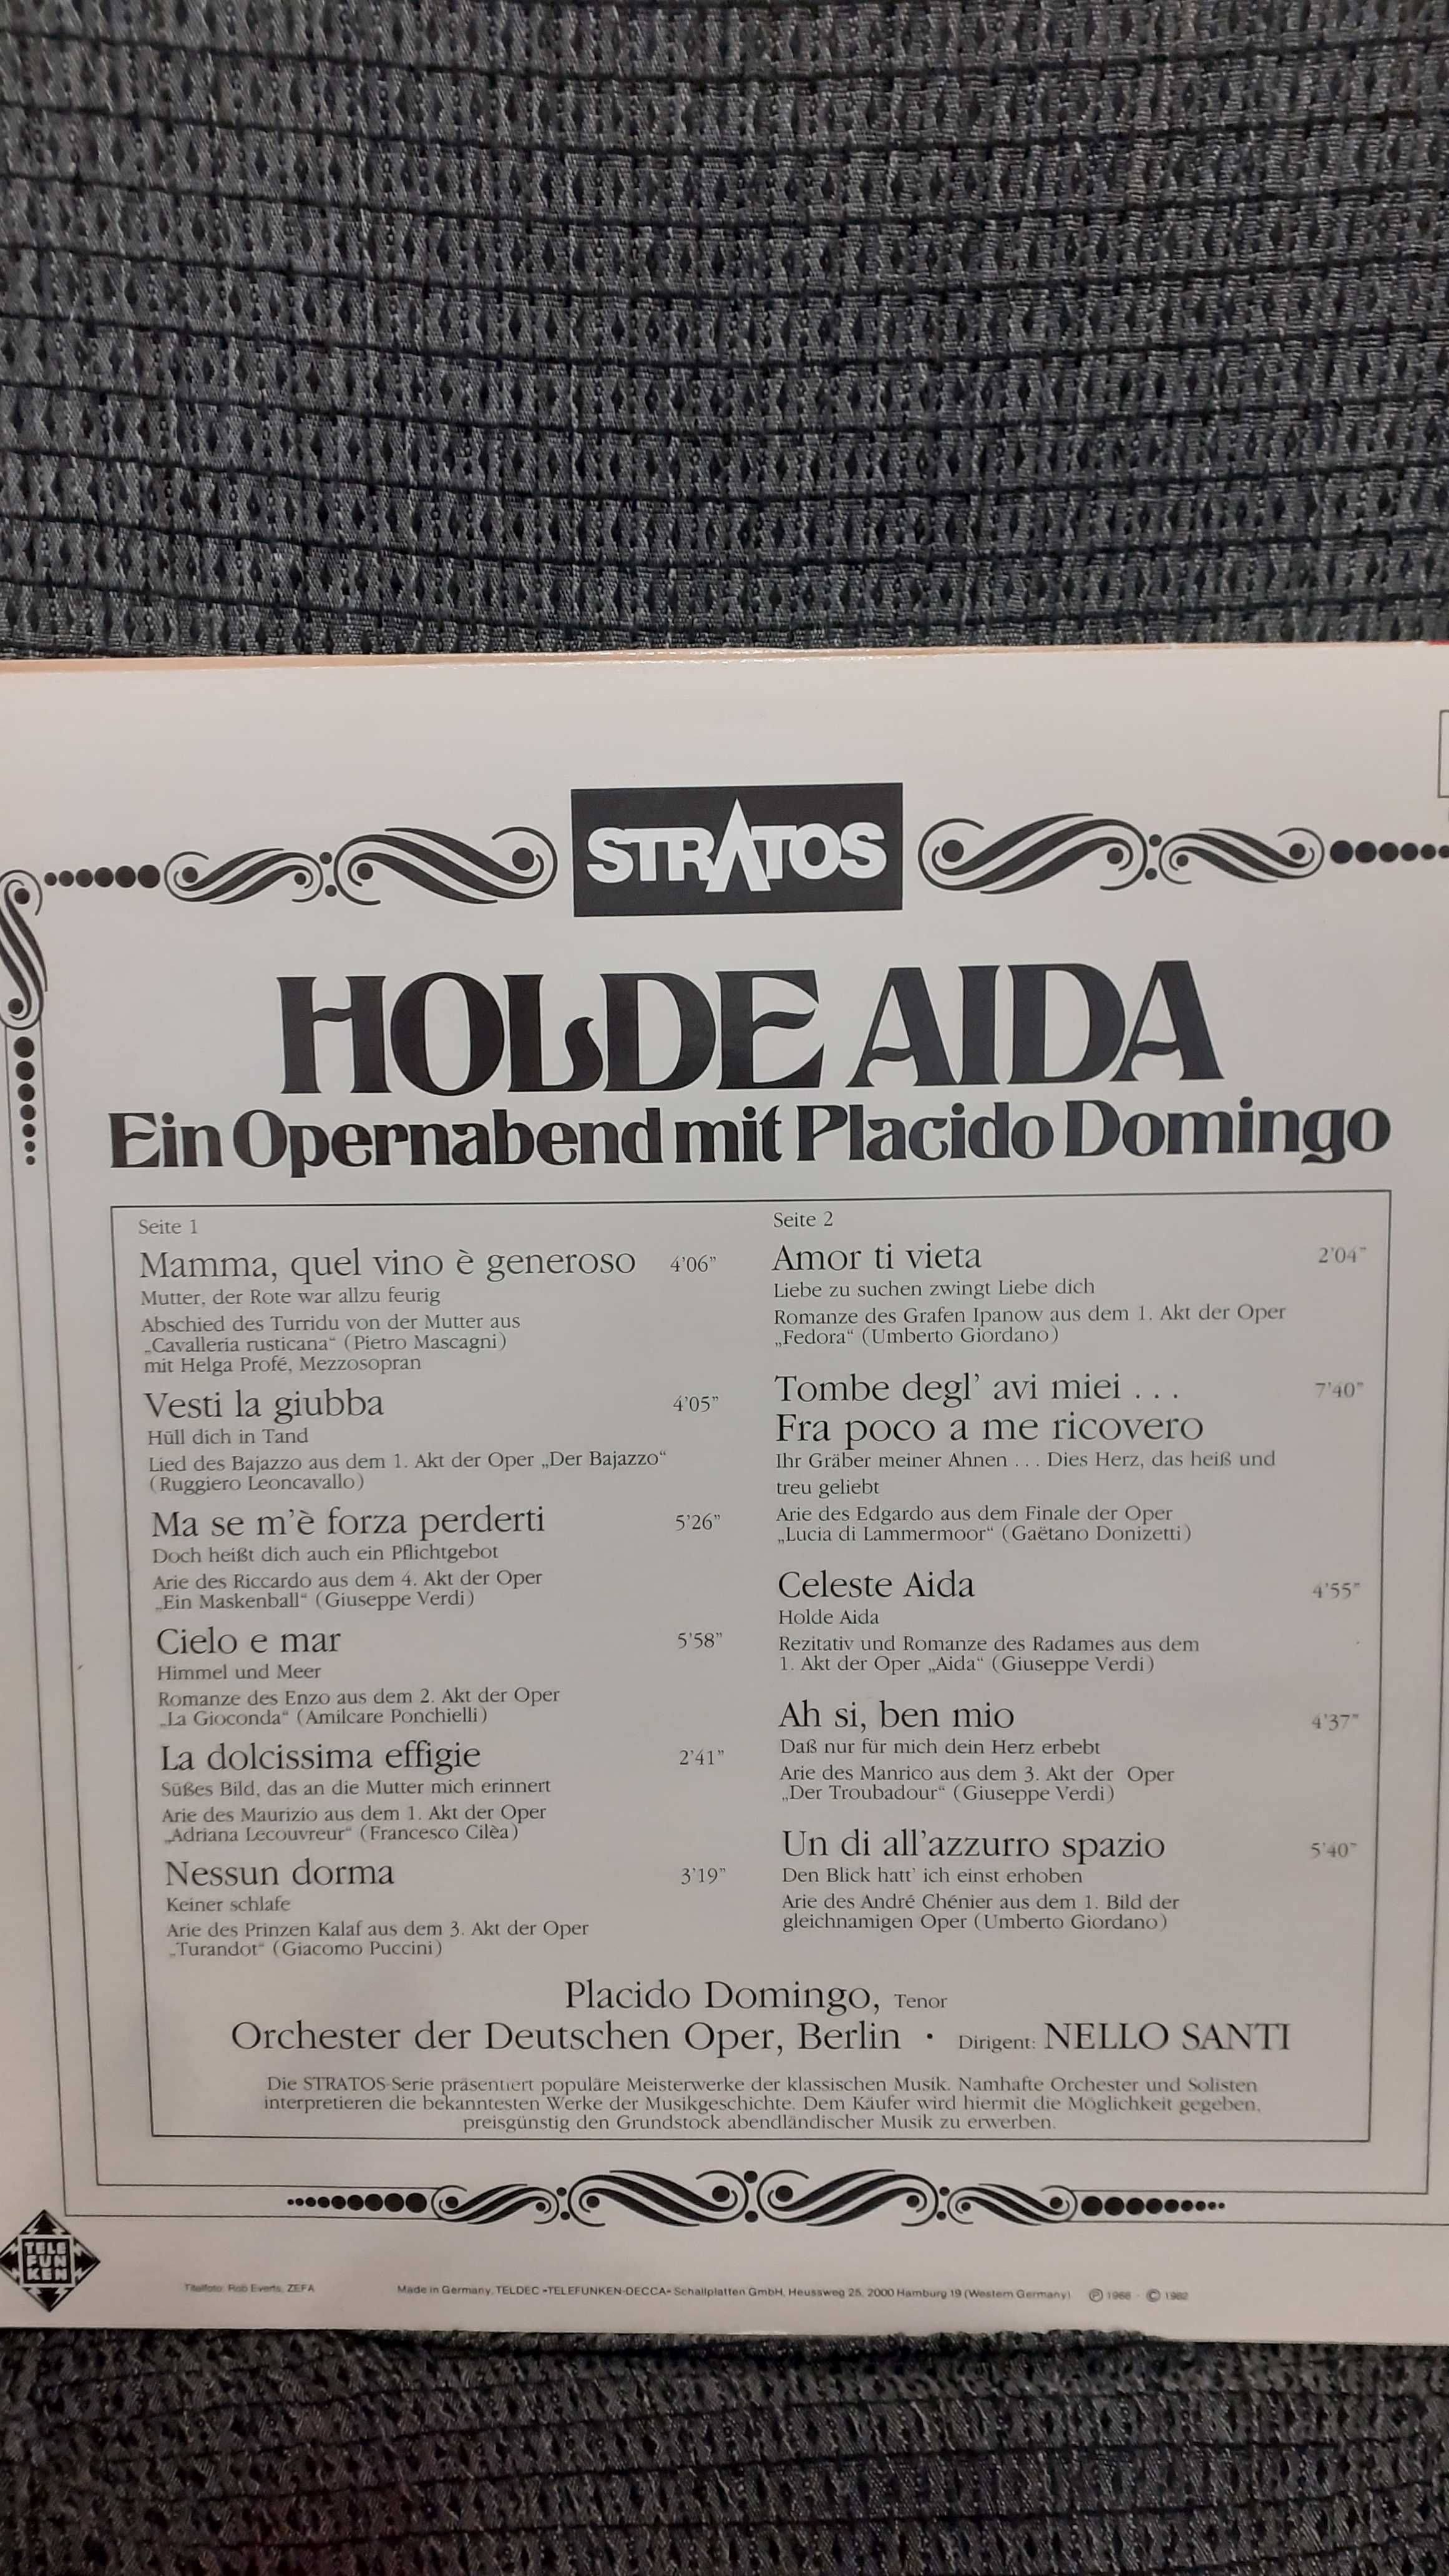 STRATOS
HOLDE AIDA
Ein Opernabend mit Placido Domingo
Seite 1
Mamma, quel vino è generoso 4'06"
Mutter, der Rote war allzu feurig
Abschied des Turridu von der Mutter aus
„Cavalleria rusticana“ (Pietro Mascagni)
mit Helga Profé, Mezzosopran
Vesti la giubba 4'05"
Hüll dich in Tand
Lied des Bajazzo aus dem 1. Akt der Oper „Der Bajazzo“
(Ruggiero Leoncavallo)
Ma se m'è forza perderti 5'26"
Doch heißt dich auch ein Pflichtgebot
Arie des Riccardo aus dem 4. Akt der Oper
„Ein Maskenball“ (Giuseppe Verdi)
Cielo e mar 5'58"
Himmel und Meer
Romanze des Enzo aus dem 2. Akt der Oper
„La Gioconda“ (Amilcare Ponchielli)
La dolcissima effigie 2'41"
Süßes Bild, das an die Mutter mich erinnert
Arie des Maurizio aus dem 1. Akt der Oper
„Adriana Lecouvreur“ (Francesco Cilèa)
Nessun dorma 3'19"
Keiner schlafe
Arie des Prinzen Kalaf aus dem 3. Akt der Oper
„Turandot“ (Giacomo Puccini)
Seite 2
Amor ti vieta 2'04"
Liebe zu suchen zwingt Liebe dich
Romanze des Grafen Ipanow aus dem 1. Akt der Oper
„Fedora“ (Umberto Giordano)
Tombe degl' avi miei . . . 7'40"
Fra poco a me ricovero
Ihr Gräber meiner Ahnen . . . Dies Herz, das heiß und
treu geliebt
Arie des Edgardo aus dem Finale der Oper
„Lucia di Lammermoor“ (Gaëtano Donizetti)
Celeste Aida 4'55"
Holde Aida
Rezitativ und Romanze des Radames aus dem
1. Akt der Oper „Aida“ (Giuseppe Verdi)
Ah si, ben mio 4'37"
Daß nur für mich dein Herz erbebt
Arie des Manrico aus dem 3. Akt der Oper
„Der Troubadour“ (Giuseppe Verdi)
Un di all'azzurro spazio 5'40"
Den Blick hatt' ich einst erhoben
Arie des André Chénier aus dem 1. Bild der
gleichnamigen Oper (Umberto Giordano)
Placido Domingo, Tenor
Orchester der Deutschen Oper, Berlin · Dirigent: NELLO SANTI
Die STRATOS-Serie präsentiert populäre Meisterwerke der klassischen Musik. Namhafte Orchester und Solisten
interpretieren die bekanntesten Werke der Musikgeschichte. Dem Käufer wird hiermit die Möglichkeit gegeben,
preisgünstig den Grundstock abendländischer Musik zu erwerben.
TELE
FUN
KEN
Titelfoto: Rob Everts, ZEFA
Made in Germany. TELDEC »TELEFUNKEN-DECCA« Schallplatten GmbH, Heussweg 25, 2000 Hamburg 19 (Western Germany) Ⓟ 1968 · © 1982